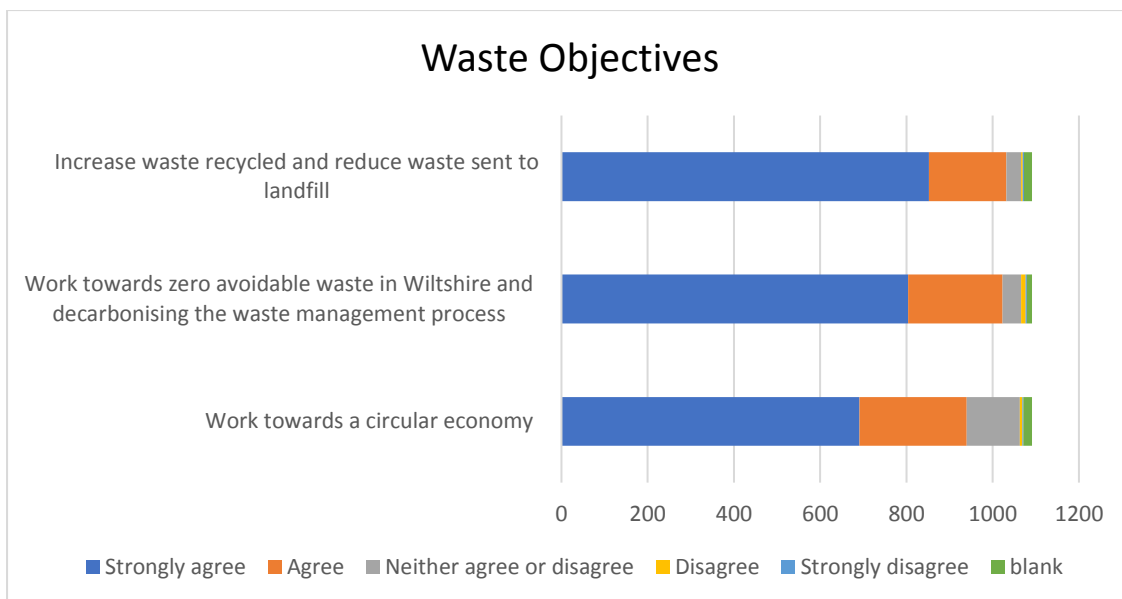 Waste Objectives
Increase waste recycled and reduce waste sent to
landfill
Work towards zero avoidable waste in Wiltshire and
decarbonising the waste management process
Work towards a circular economy
0 200 400 600 800 1000 1200
Strongly agree Agree Neither agree or disagree Disagree Strongly disagree blank